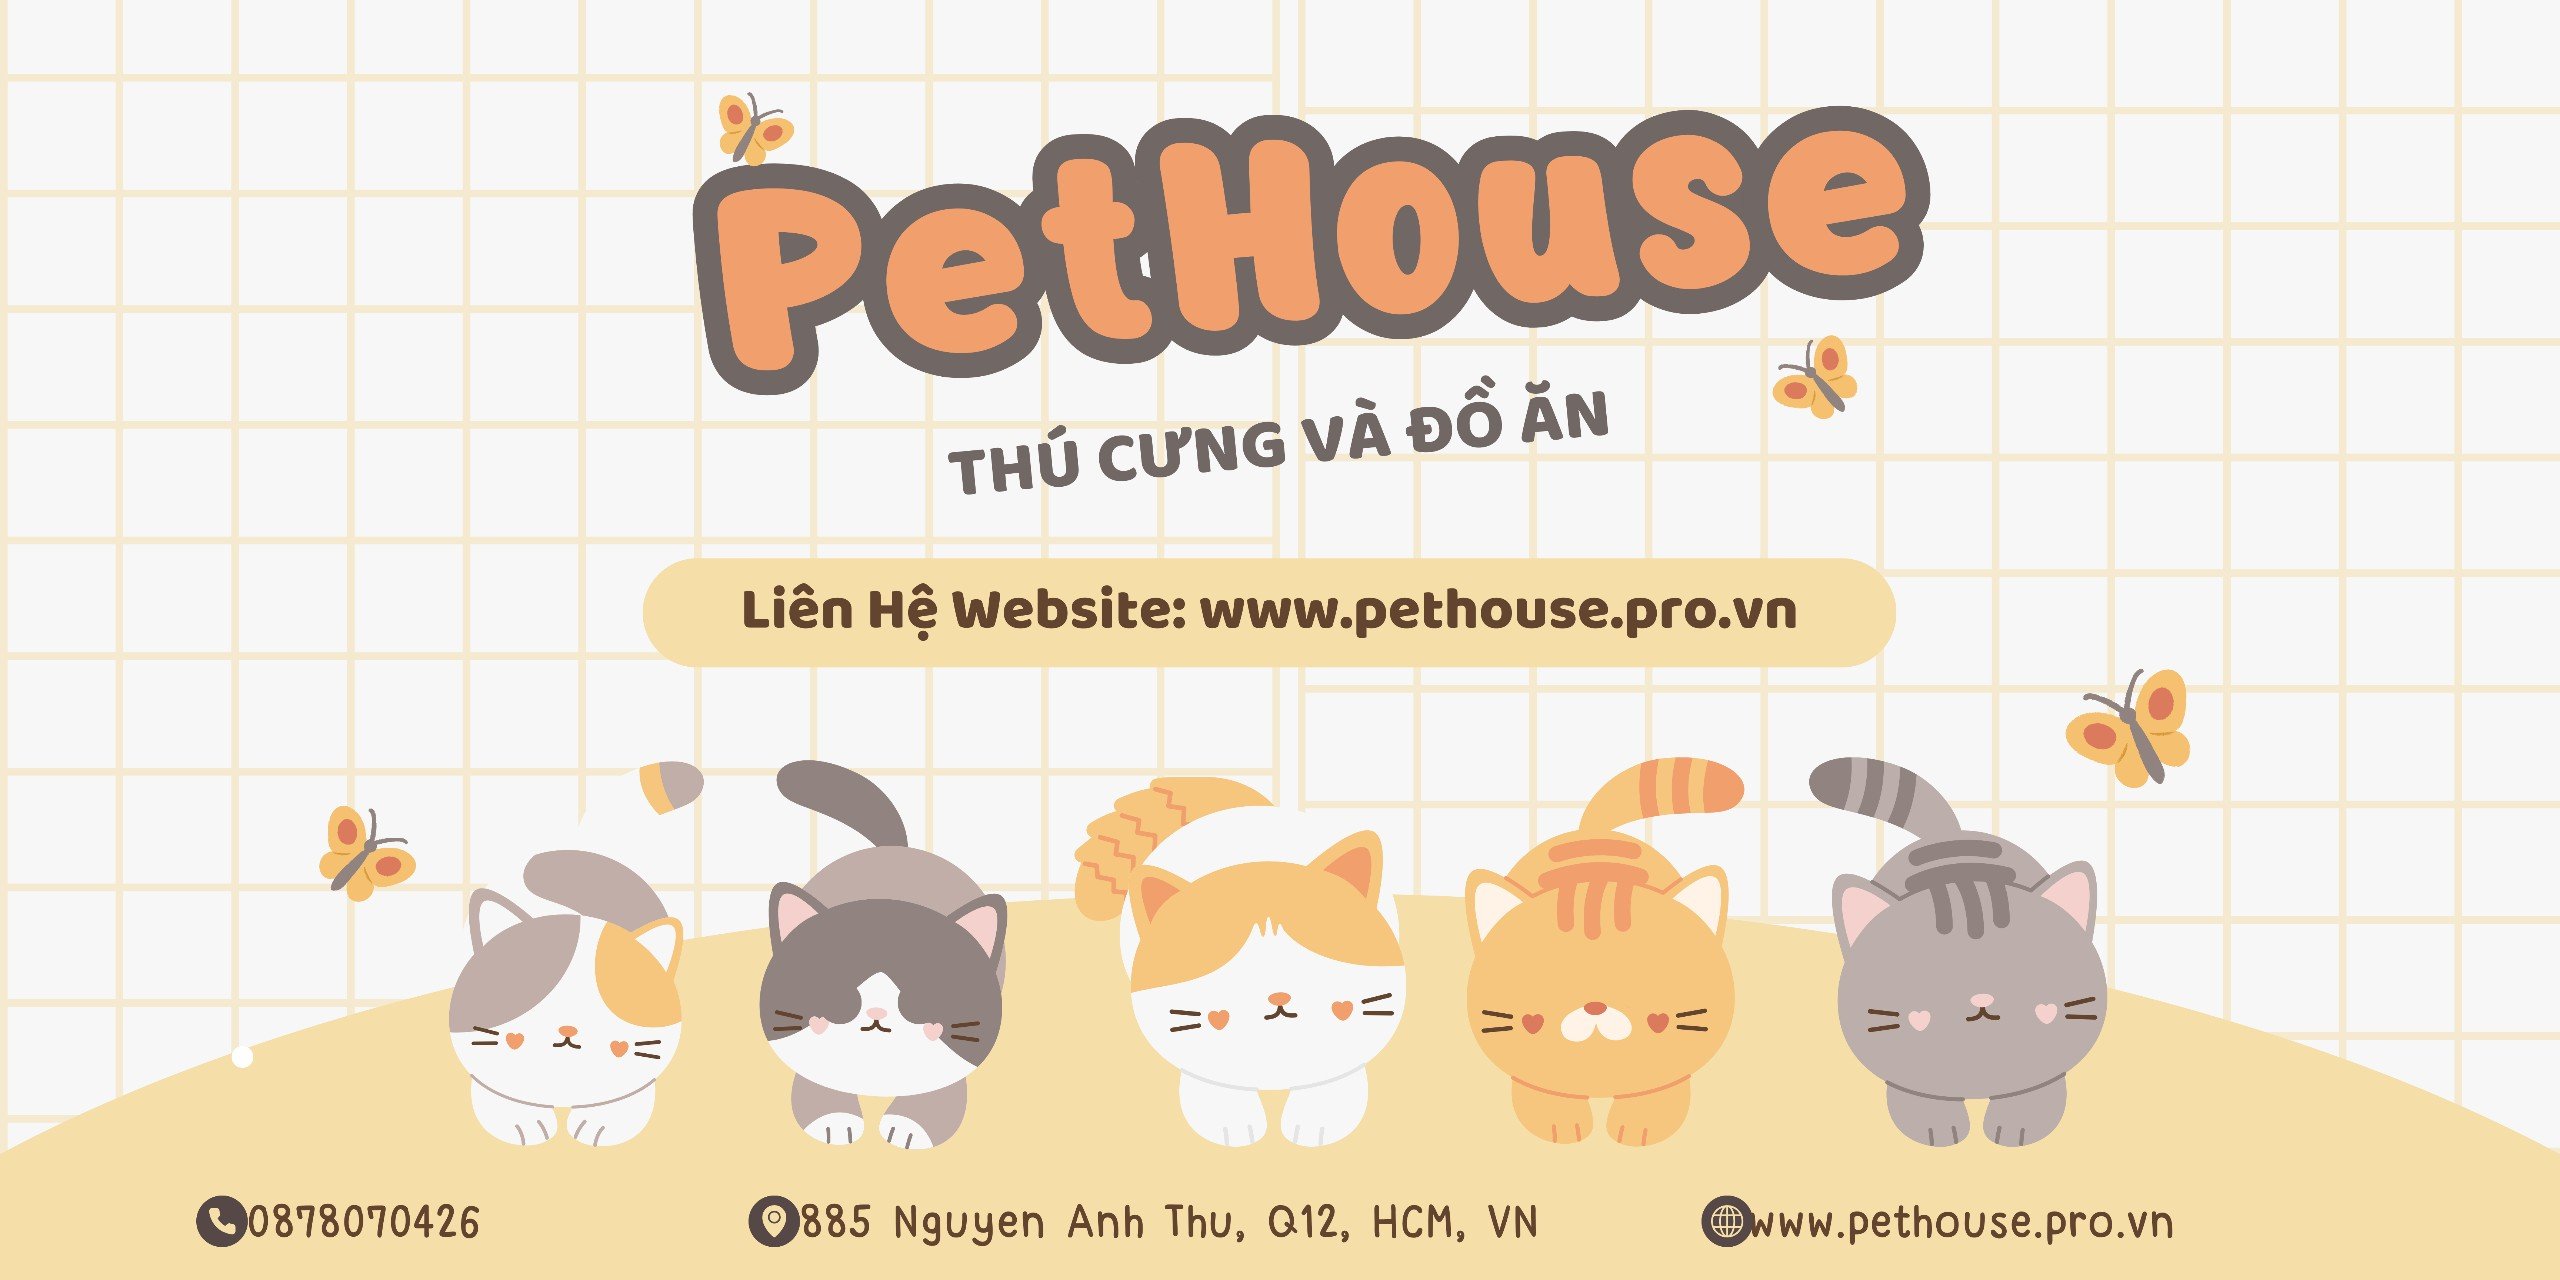 PetHouse
THÚ CƯNG VÀ ĐỒ ĂN
Liên Hệ Website: www.pethouse.pro.vn
0878070426
885 Nguyen Anh Thu, Q12, HCM, VN
www.pethouse.pro.vn